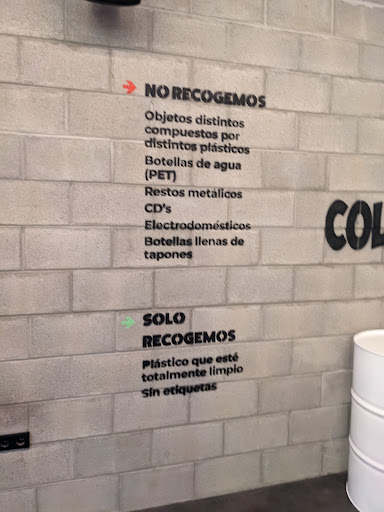 NO RECOGEMOS
Objetos distintos
compuestos por
distintos plásticos
Botellas de agua
(PET)
Restos metálicos
CD's
Electrodomésticos
Botellas llenas de
tapones
COL
SOLO
RECOGEMOS
Plástico que esté
totalmente limpio
Sin etiquetas